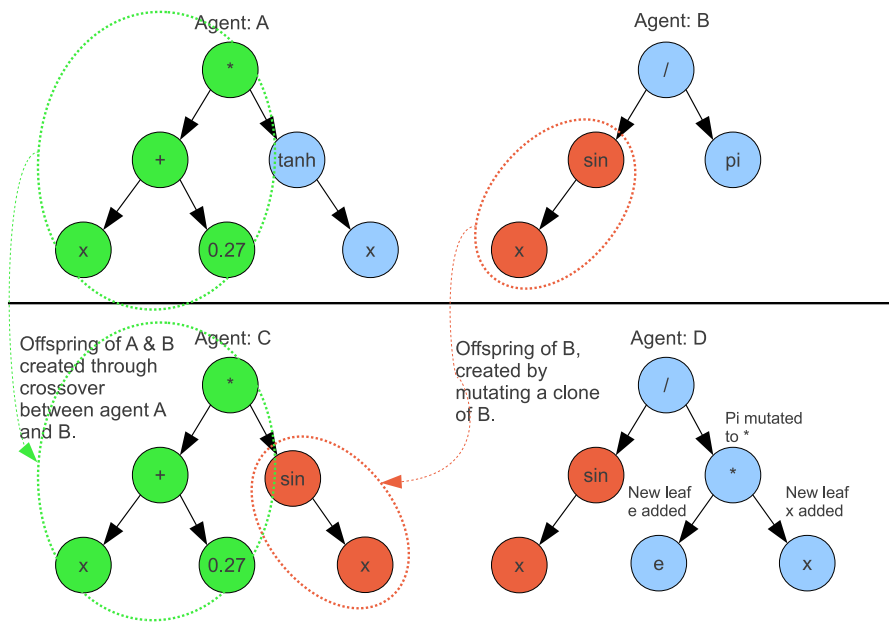 Agent: A
Agent: B
*
/
+
tanh
sin
pi
x
0.27
x
x
Offspring of A & B
created through
crossover
between agent A
and B.
Agent: C
Offspring of B,
created by
mutating a clone
of B.
Agent: D
*
/
Pi mutated
to *
+
sin
sin
*
New leaf
e added
New leaf
x added
x
0.27
x
x
e
x